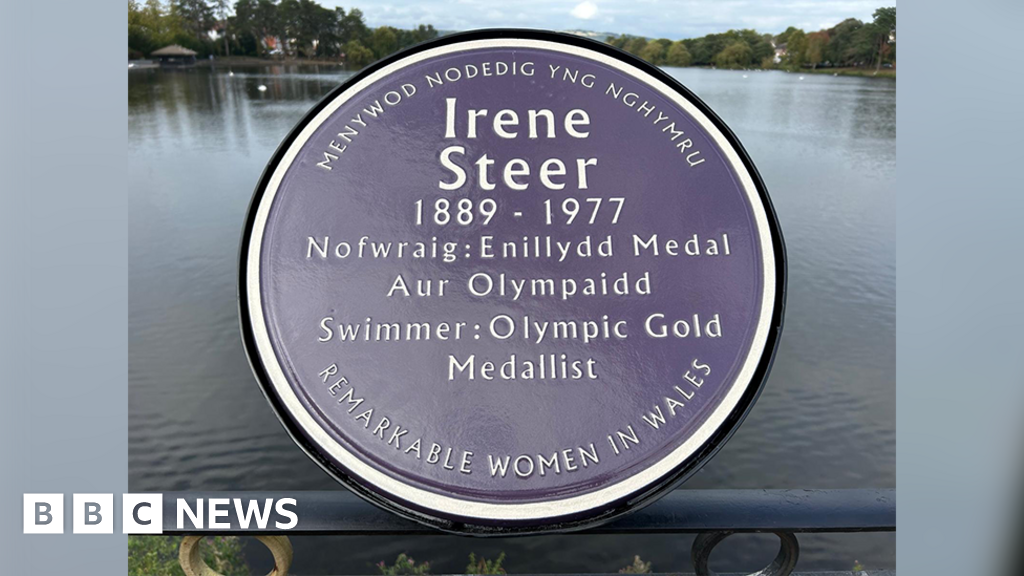 MENYWOD NODEDIG YNG NGHYMRU
Irene
Steer
1889 - 1977
Nofwraig: Enillydd Medal
Aur Olympaidd
Swimmer: Olympic Gold
Medallist
REMARKABLE WOMEN IN WALES
BBC NEWS